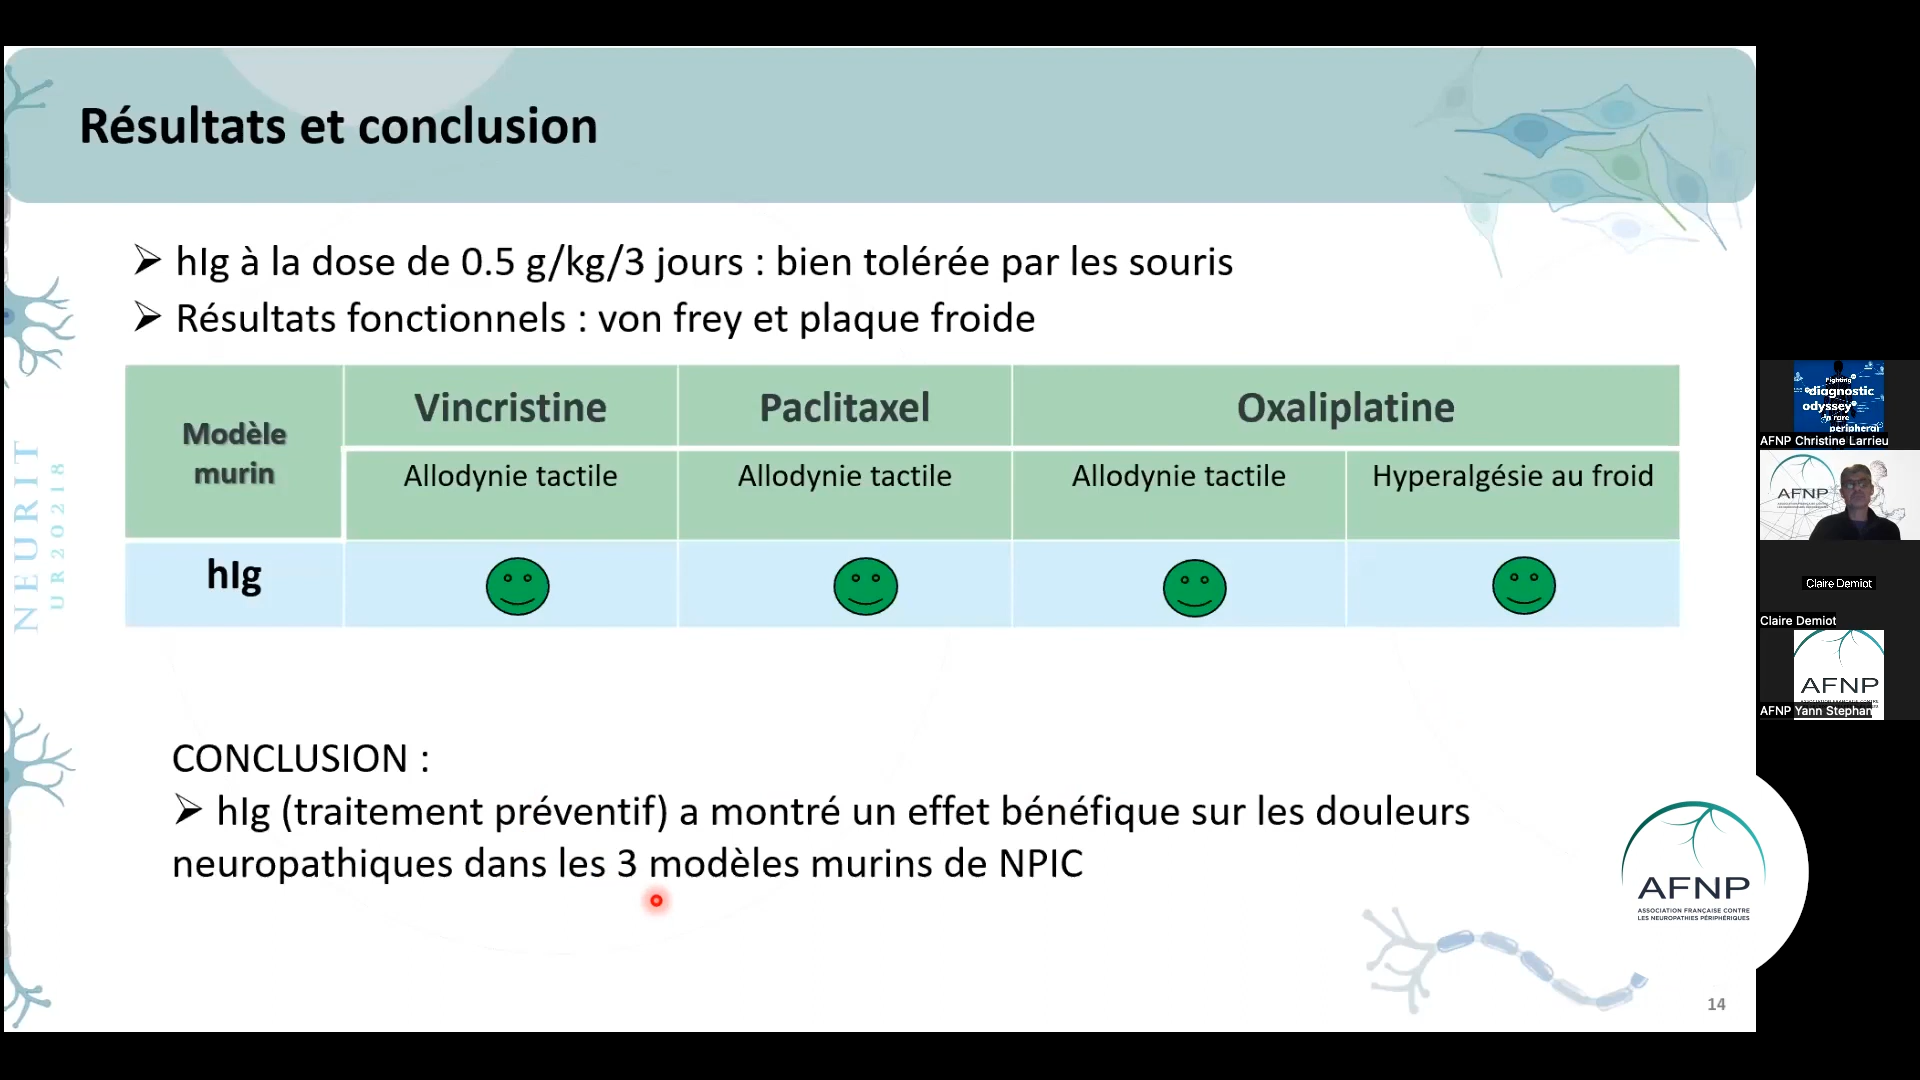 Résultats et conclusion
➢ hIg à la dose de 0.5 g/kg/3 jours : bien tolérée par les souris
➢ Résultats fonctionnels : von frey et plaque froide
Modèle murin
Vincristine
Paclitaxel
Oxaliplatine
Allodynie tactile
Allodynie tactile
Allodynie tactile
Hyperalgésie au froid
hIg
CONCLUSION :
➢ hIg (traitement préventif) a montré un effet bénéfique sur les douleurs
neuropathiques dans les 3 modèles murins de NPIC
NEURIT
UR20218
AFNP
ASSOCIATION FRANÇAISE CONTRE
LES NEUROPATHIES PÉRIPHÉRIQUES
14
Fighting
diagnostic
odyssey
in rare
peripheral
AFNP Christine Larrieu
AFNP
Claire Demiot
Claire Demiot
AFNP
AFNP Yann Stephan